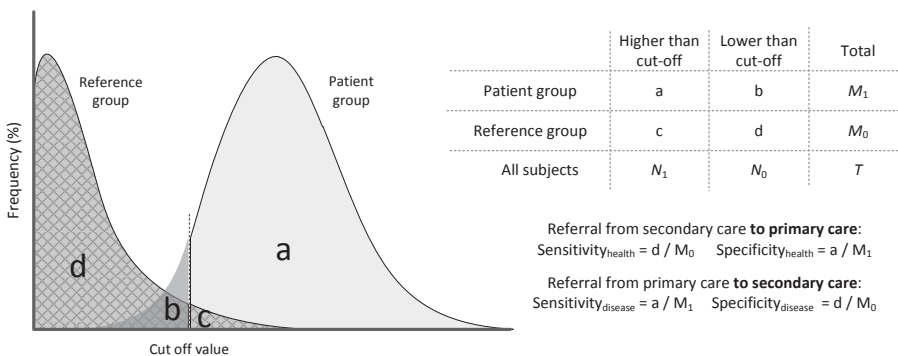 Reference
group
Patient
group
Frequency (%)
d
b
c
a
Cut off value
Higher than
cut-off
Lower than
cut-off
Total
Patient group a b M₁
Reference group c d M₀
All subjects N₁ N₀ T
Referral from secondary care to primary care:
Sensitivityhealth = d / M₀ Specificityhealth = a / M₁
Referral from primary care to secondary care:
Sensitivitydisease = a / M₁ Specificitydisease = d / M₀